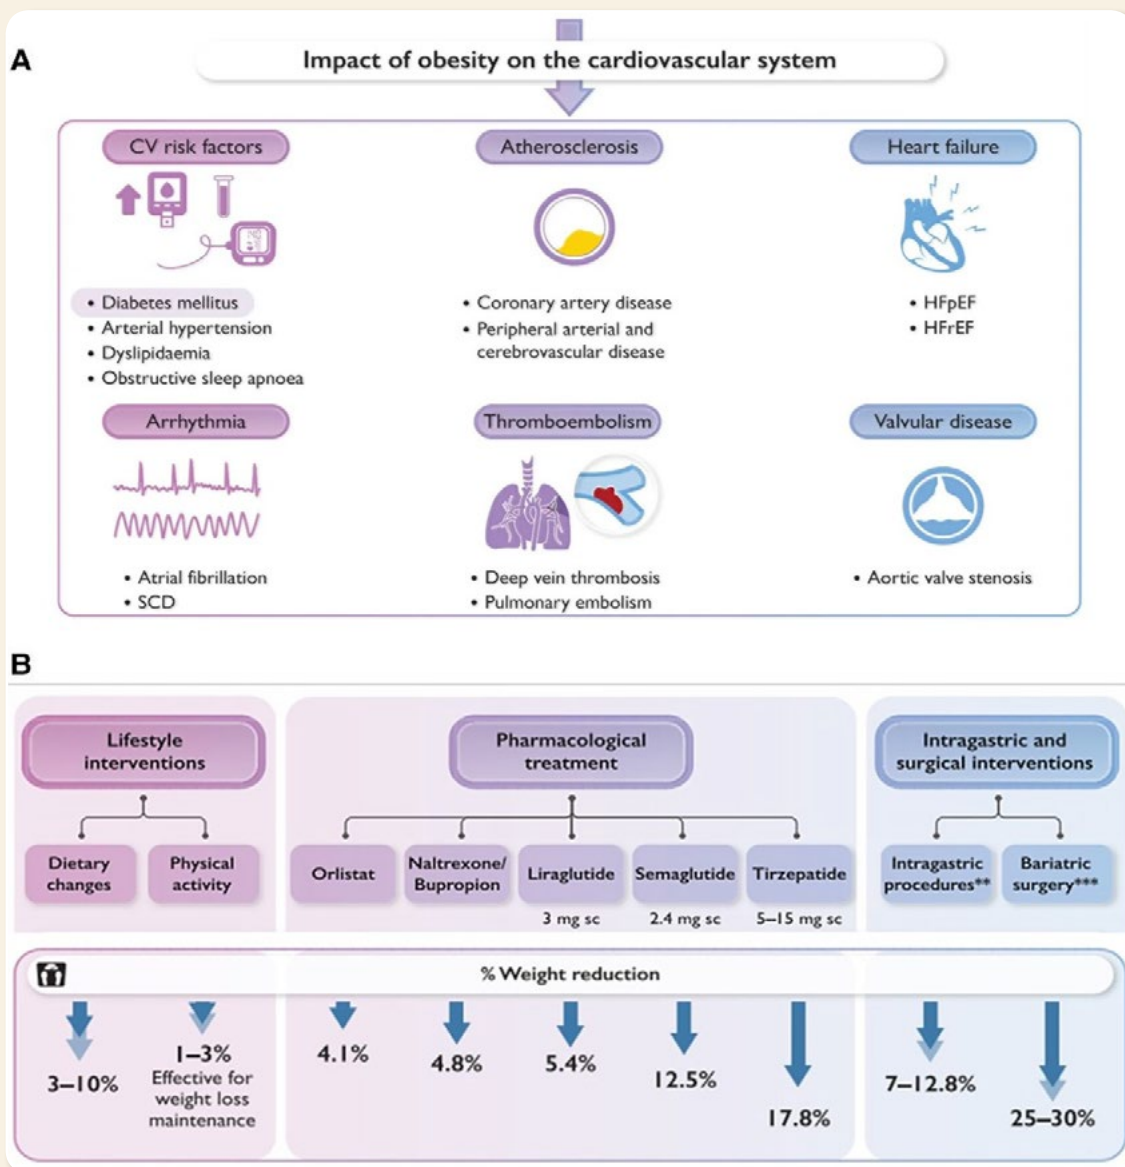 A
Impact of obesity on the cardiovascular system
CV risk factors
• Diabetes mellitus
• Arterial hypertension
• Dyslipidaemia
• Obstructive sleep apnoea
Atherosclerosis
• Coronary artery disease
• Peripheral arterial and
cerebrovascular disease
Heart failure
• HFpEF
• HFrEF
Arrhythmia
• Atrial fibrillation
• SCD
Thromboembolism
• Deep vein thrombosis
• Pulmonary embolism
Valvular disease
• Aortic valve stenosis
B
Lifestyle
interventions
Dietary
changes
Physical
activity
Pharmacological
treatment
Orlistat
Naltrexone/
Bupropion
Liraglutide
3 mg sc
Semaglutide
2.4 mg sc
Tirzepatide
5–15 mg sc
Intragastric and
surgical interventions
Intragastric
procedures**
Bariatric
surgery***
% Weight reduction
3–10%
1–3%
Effective for
weight loss
maintenance
4.1%
4.8%
5.4%
12.5%
17.8%
7–12.8%
25–30%